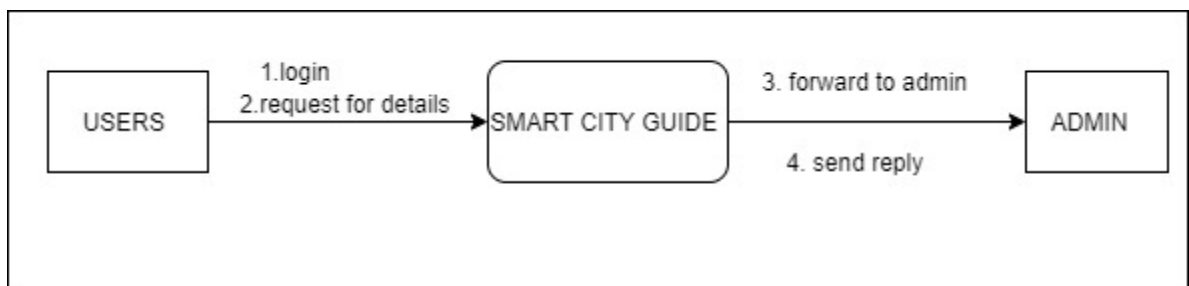 USERS
1.login
2.request for details
SMART CITY GUIDE
3. forward to admin
4. send reply
ADMIN